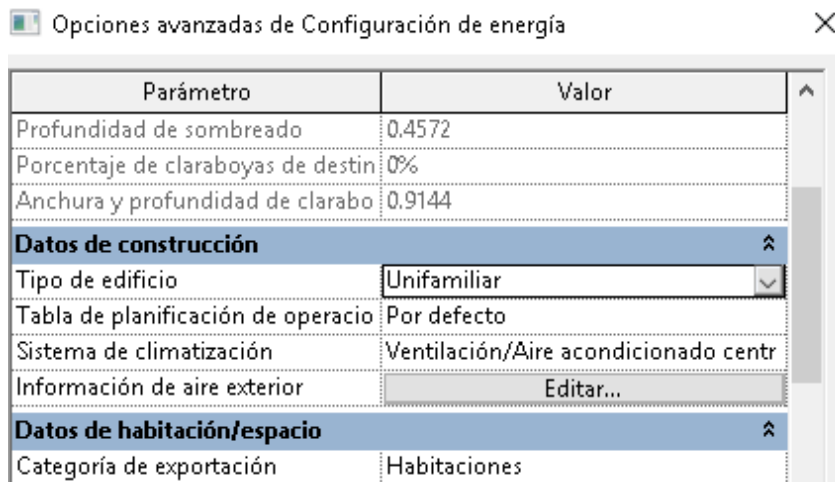 Opciones avanzadas de Configuración de energía
Parámetro Valor
Profundidad de sombreado 0.4572
Porcentaje de claraboyas de destin 0%
Anchura y profundidad de clarabo 0.9144
Datos de construcción
Tipo de edificio Unifamiliar
Tabla de planificación de operacio Por defecto
Sistema de climatización Ventilación/Aire acondicionado centr
Información de aire exterior Editar...
Datos de habitación/espacio
Categoría de exportación Habitaciones